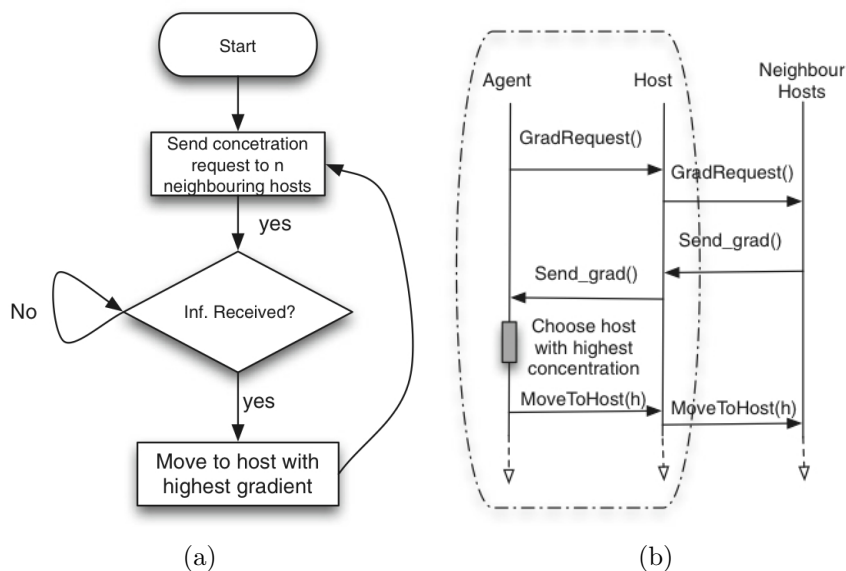 Start
Send concetration
request to n
neighbouring hosts
yes
Inf. Received?
No
yes
Move to host with
highest gradient
(a)
Agent
Host
Neighbour
Hosts
GradRequest()
GradRequest()
Send_grad()
Send_grad()
Choose host
with highest
concentration
MoveToHost(h)
MoveToHost(h)
(b)